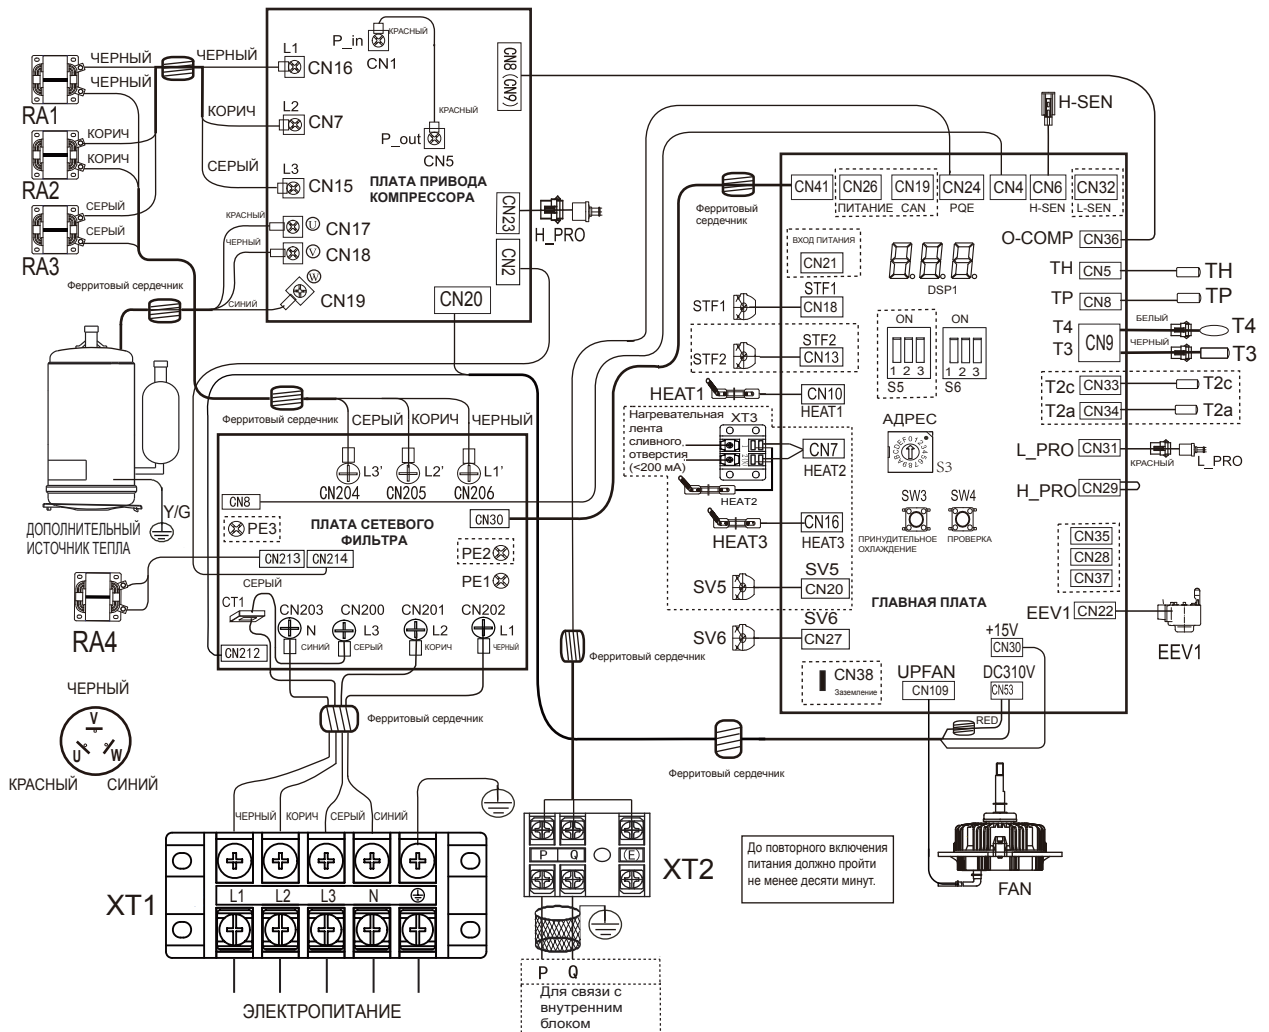 ЧЕРНЫЙ
ЧЕРНЫЙ
RA1
КОРИЧ
КОРИЧ
RA2
СЕРЫЙ
СЕРЫЙ
RA3
ЧЕРНЫЙ
КОРИЧ
СЕРЫЙ
Ферритовый сердечник
L1
CN16
L2
CN7
L3
CN15
КРАСНЫЙ
U
CN17
ЧЕРНЫЙ
V
CN18
СИНИЙ
W
CN19
P_in
CN1
КРАСНЫЙ
КРАСНЫЙ
P_out
CN5
ПЛАТА ПРИВОДА
КОМПРЕССОРА
CN8 (CN9)
CN23
CN2
CN20
H_PRO
Y/G
ДОПОЛНИТЕЛЬНЫЙ
ИСТОЧНИК ТЕПЛА
RA4
Ферритовый сердечник
СЕРЫЙ
КОРИЧ
ЧЕРНЫЙ
L3'
CN204
L2'
CN205
L1'
CN206
CN8
CN30
PE3
ПЛАТА СЕТЕВОГО
ФИЛЬТРА
CN213
CN214
PE2
PE1
СЕРЫЙ
CT1
CN203
N
СИНИЙ
CN200
L3
СЕРЫЙ
CN201
L2
КОРИЧ
CN202
L1
ЧЕРНЫЙ
CN212
Ферритовый сердечник
ЧЕРНЫЙ
V
U
W
КРАСНЫЙ
СИНИЙ
ЧЕРНЫЙ
КОРИЧ
СЕРЫЙ
СИНИЙ
XT1
L1
L2
L3
N
ЭЛЕКТРОПИТАНИЕ
Ферритовый сердечник
XT2
P
Q
(E)
P
Q
Для связи с
внутренним
блоком
Ферритовый
сердечник
Ферритовый сердечник
H-SEN
CN41
CN26
ПИТАНИЕ
CN19
CAN
CN24
PQE
CN4
CN6
H-SEN
CN32
L-SEN
ВХОД ПИТАНИЯ
CN21
DSP1
O-COMP
CN36
TH
CN5
TH
TP
CN8
TP
T4
T3
CN9
БЕЛЫЙ
T4
ЧЕРНЫЙ
T3
T2c
CN33
T2c
T2a
CN34
T2a
L_PRO
CN31
КРАСНЫЙ
L_PRO
H_PRO
CN29
CN35
CN28
CN37
EEV1
CN22
EEV1
STF1
STF1
CN18
STF2
STF2
CN13
HEAT1
CN10
HEAT1
Нагревательная
лента
сливного
отверстия
(<200 мА)
XT3
CN7
HEAT2
HEAT2
HEAT3
CN16
HEAT3
SV5
SV5
CN20
SV6
SV6
CN27
ON
1 2 3
S5
ON
1 2 3
S6
АДРЕС
0123456789ABCDEF
S3
SW3
ПРИНУДИТЕЛЬНОЕ
ОХЛАЖДЕНИЕ
SW4
ПРОВЕРКА
ГЛАВНАЯ ПЛАТА
CN38
Заземление
UPFAN
CN109
+15V
CN30
DC310V
CN53
RED
FAN
До повторного включения
питания должно пройти
не менее десяти минут.